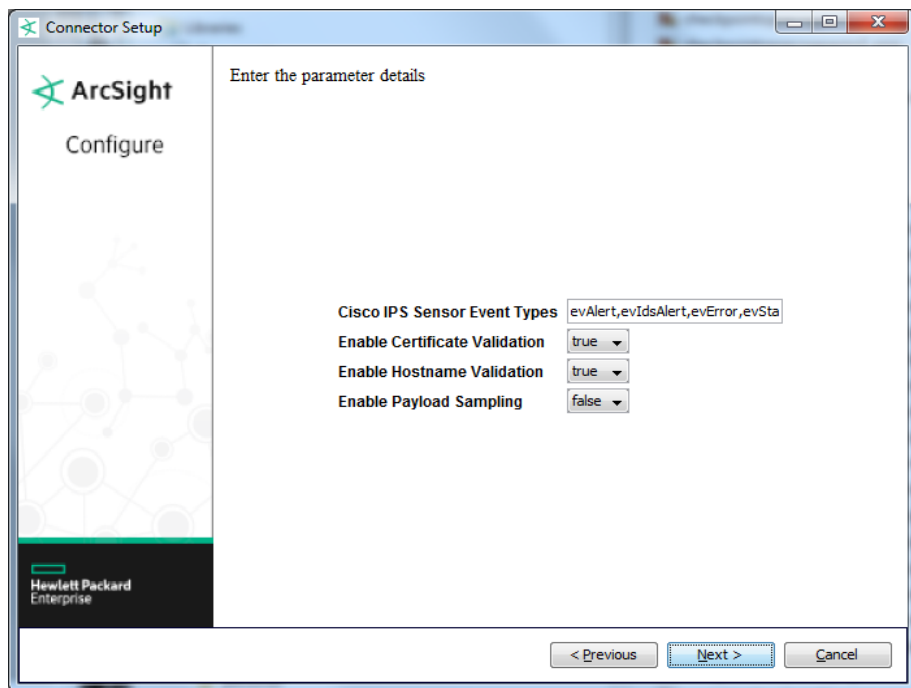 Connector Setup
ArcSight
Configure
Enter the parameter details
Cisco IPS Sensor Event Types evAlert,evIdsAlert,evError,evSta
Enable Certificate Validation true
Enable Hostname Validation true
Enable Payload Sampling false
Hewlett Packard
Enterprise
< Previous Next > Cancel